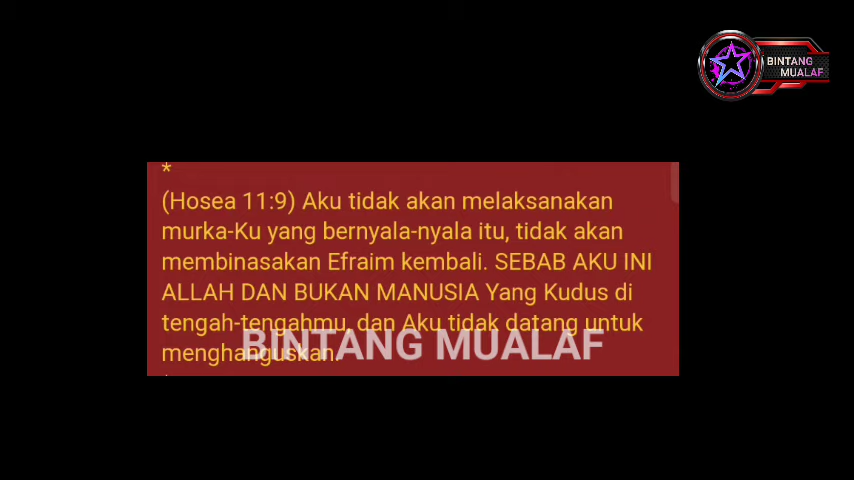 BINTANG
MUALAF
*
(Hosea 11:9) Aku tidak akan melaksanakan
murka-Ku yang bernyala-nyala itu, tidak akan
membinasakan Efraim kembali. SEBAB AKU INI
ALLAH DAN BUKAN MANUSIA Yang Kudus di
tengah-tengahmu, dan Aku tidak datang untuk
menghanguskan.
BINTANG MUALAF